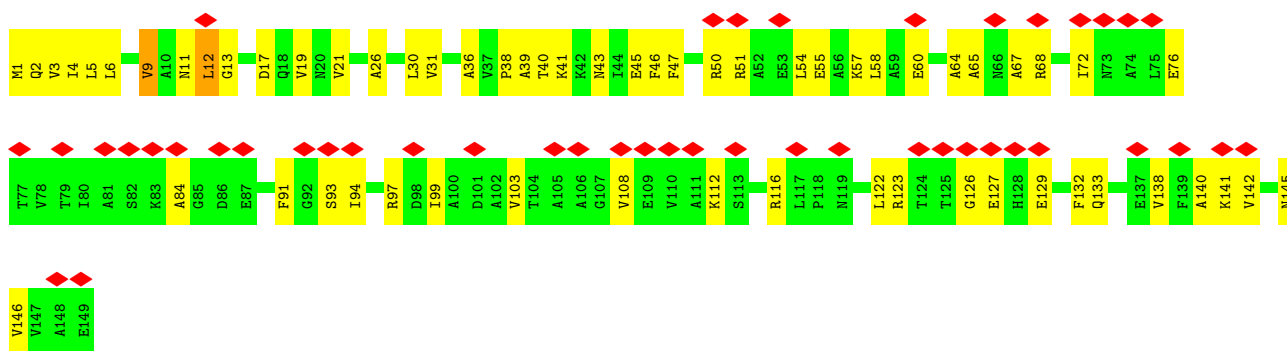 M1 Q2 V3 I4 L5 L6 V9 A10 N11 L12 G13 D17 Q18 V19 N20 V21 A26 L30 V31 A36 V37 P38 A39 T40 K41 K42 N43 I44 E45 F46 F47 R50 R51 A52 E53 L54 E55 A56 K57 L58 A59 E60 A64 A65 N66 A67 R68 I72 N73 A74 L75 E76
T77 V78 T79 I80 A81 S82 K83 A84 G85 D86 E87 F91 G92 S93 I94 R97 D98 I99 A100 D101 A102 V103 T104 A105 A106 G107 V108 E109 V110 A111 K112 S113 R116 L117 P118 N119 L122 R123 T124 T125 G126 E127 H128 E129 F132 Q133 E137 V138 F139 A140 K141 V142 N145
V146 V147 A148 E149